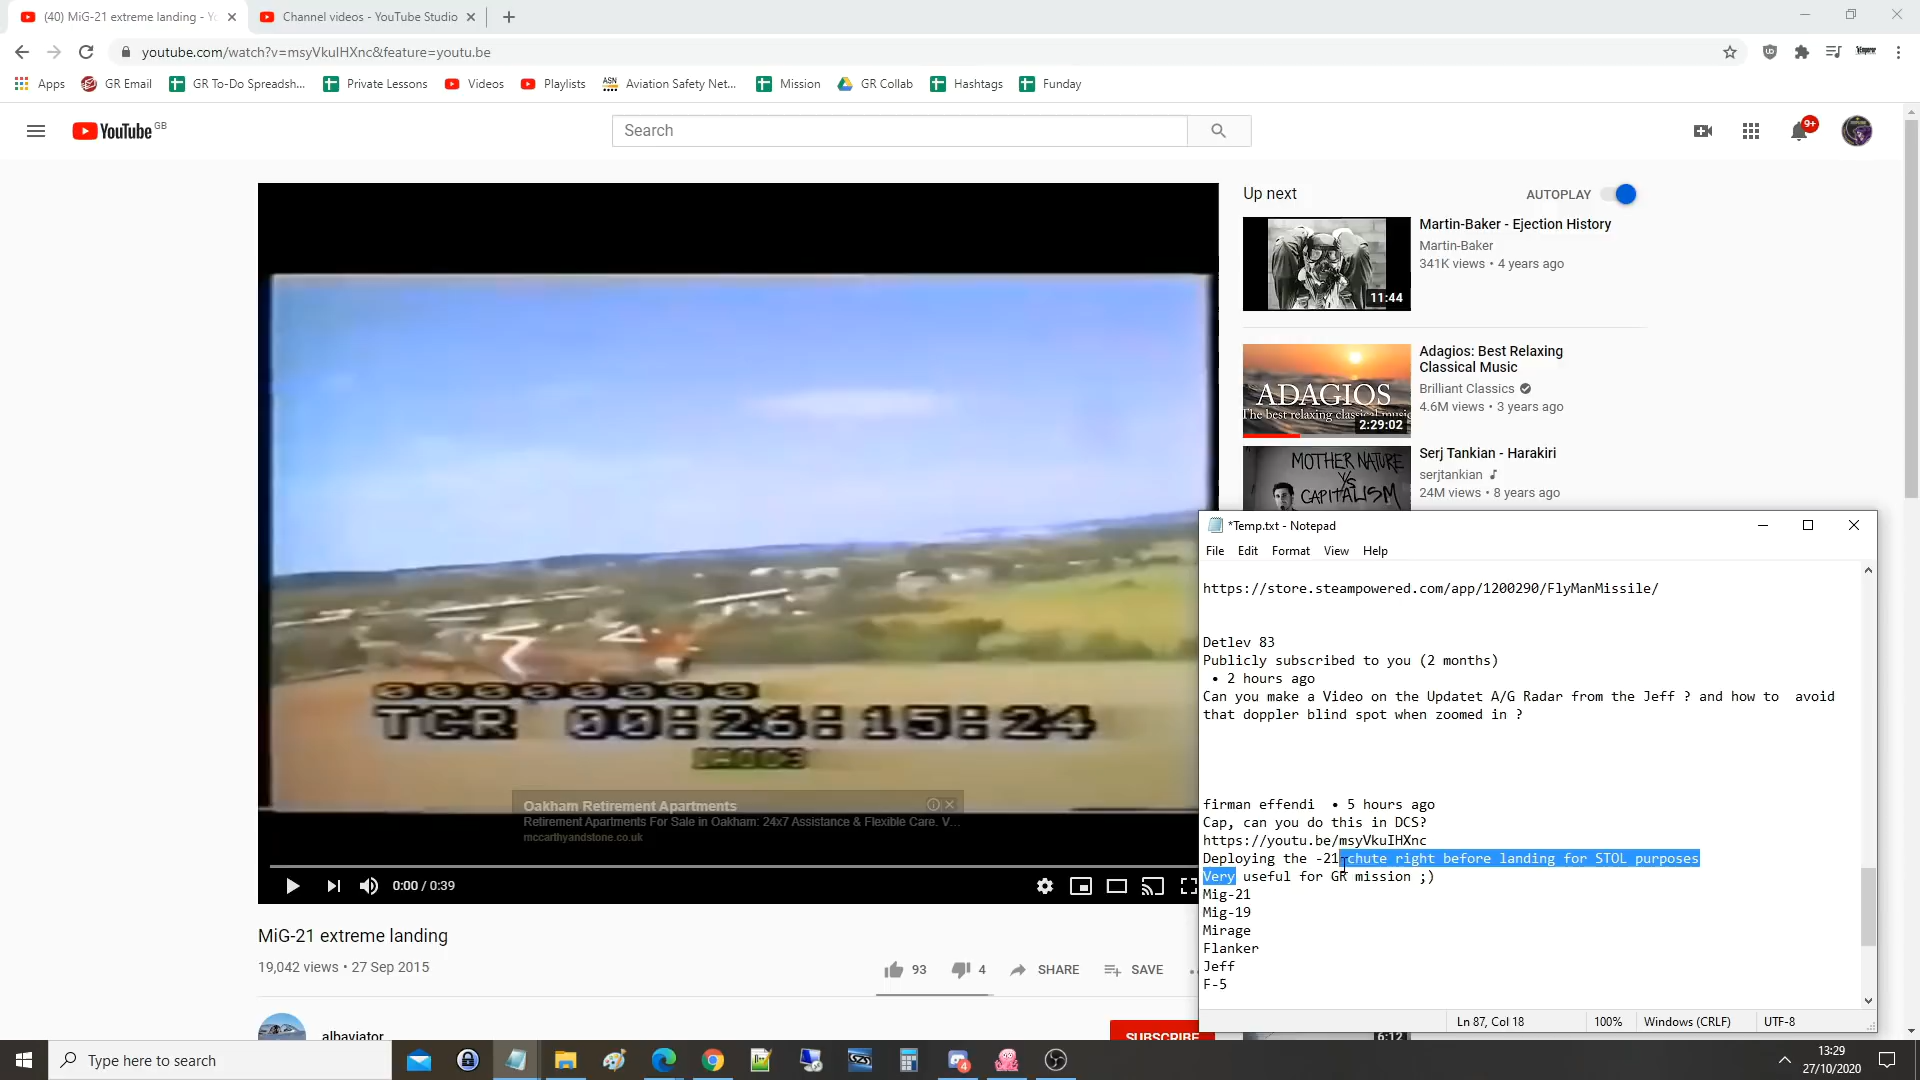 (40) MiG-21 extreme landing - Yo
Channel videos - YouTube Studio
youtube.com/watch?v=msyVkuIHXnc&feature=youtu.be
Apps
GR Email
GR To-Do Spreadsh...
Private Lessons
Videos
Playlists
ASN
Aviation Safety Net...
Mission
GR Collab
Hashtags
Funday
YouTube GB
Search
9+
Up next
AUTOPLAY
Martin-Baker - Ejection History
Martin-Baker
341K views • 4 years ago
11:44
Adagios: Best Relaxing
Classical Music
Brilliant Classics
4.6M views • 3 years ago
ADAGIOS
The best relaxing classical music
2:29:02
Serj Tankian - Harakiri
serjtankian
24M views • 8 years ago
MOTHER NATURE
VS
CAPITALISM
00000000
TCR 00:26:15:24
Oakham Retirement Apartments
Retirement Apartments For Sale in Oakham: 24x7 Assistance & Flexible Care. V...
mccarthyandstone.co.uk
0:00 / 0:39
MiG-21 extreme landing
19,042 views • 27 Sep 2015
93
4
SHARE
SAVE
albaviator
SUBSCRIBE
6:12
*Temp.txt - Notepad
File Edit Format View Help
https://store.steampowered.com/app/1200290/FlyManMissile/
Detlev 83
Publicly subscribed to you (2 months)
• 2 hours ago
Can you make a Video on the Updatet A/G Radar from the Jeff ? and how to  avoid
that doppler blind spot when zoomed in ?
firman effendi  • 5 hours ago
Cap, can you do this in DCS?
https://youtu.be/msyVkuIHXnc
Deploying the -21 chute right before landing for STOL purposes
Very useful for GR mission ;)
Mig-21
Mig-19
Mirage
Flanker
Jeff
F-5
Ln 87, Col 18
100%
Windows (CRLF)
UTF-8
Type here to search
4
13:29
27/10/2020